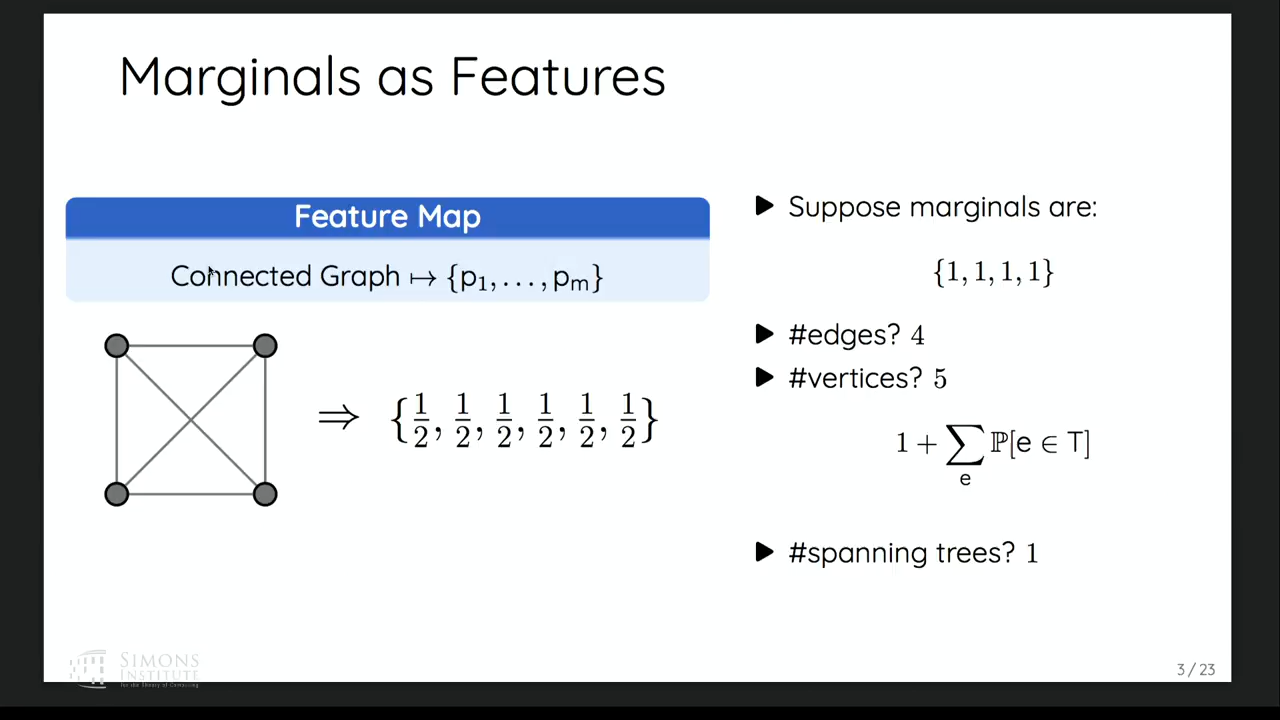 Marginals as Features
Feature Map
Connected Graph ↦ {p₁, . . . , pₘ}
⇒ {1/2, 1/2, 1/2, 1/2, 1/2, 1/2}
▶ Suppose marginals are:
{1, 1, 1, 1}
▶ #edges? 4
▶ #vertices? 5
1 + ∑ₑ ℙ[e ∈ T]
▶ #spanning trees? 1
SIMONS
INSTITUTE
for the Theory of Computing
3 / 23